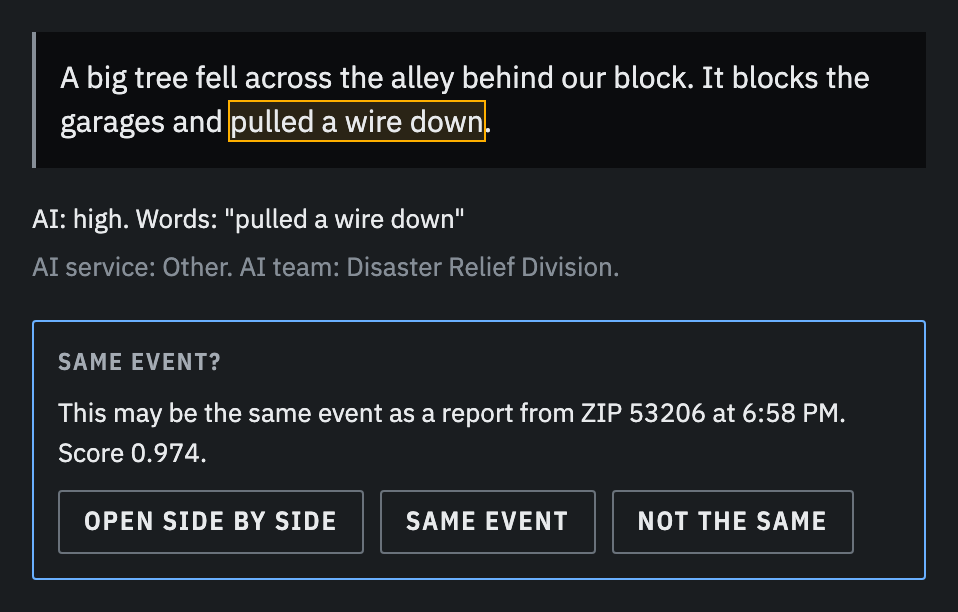 A big tree fell across the alley behind our block. It blocks the
garages and pulled a wire down.
AI: high. Words: "pulled a wire down"
AI service: Other. AI team: Disaster Relief Division.
SAME EVENT?
This may be the same event as a report from ZIP 53206 at 6:58 PM.
Score 0.974.
OPEN SIDE BY SIDE
SAME EVENT
NOT THE SAME